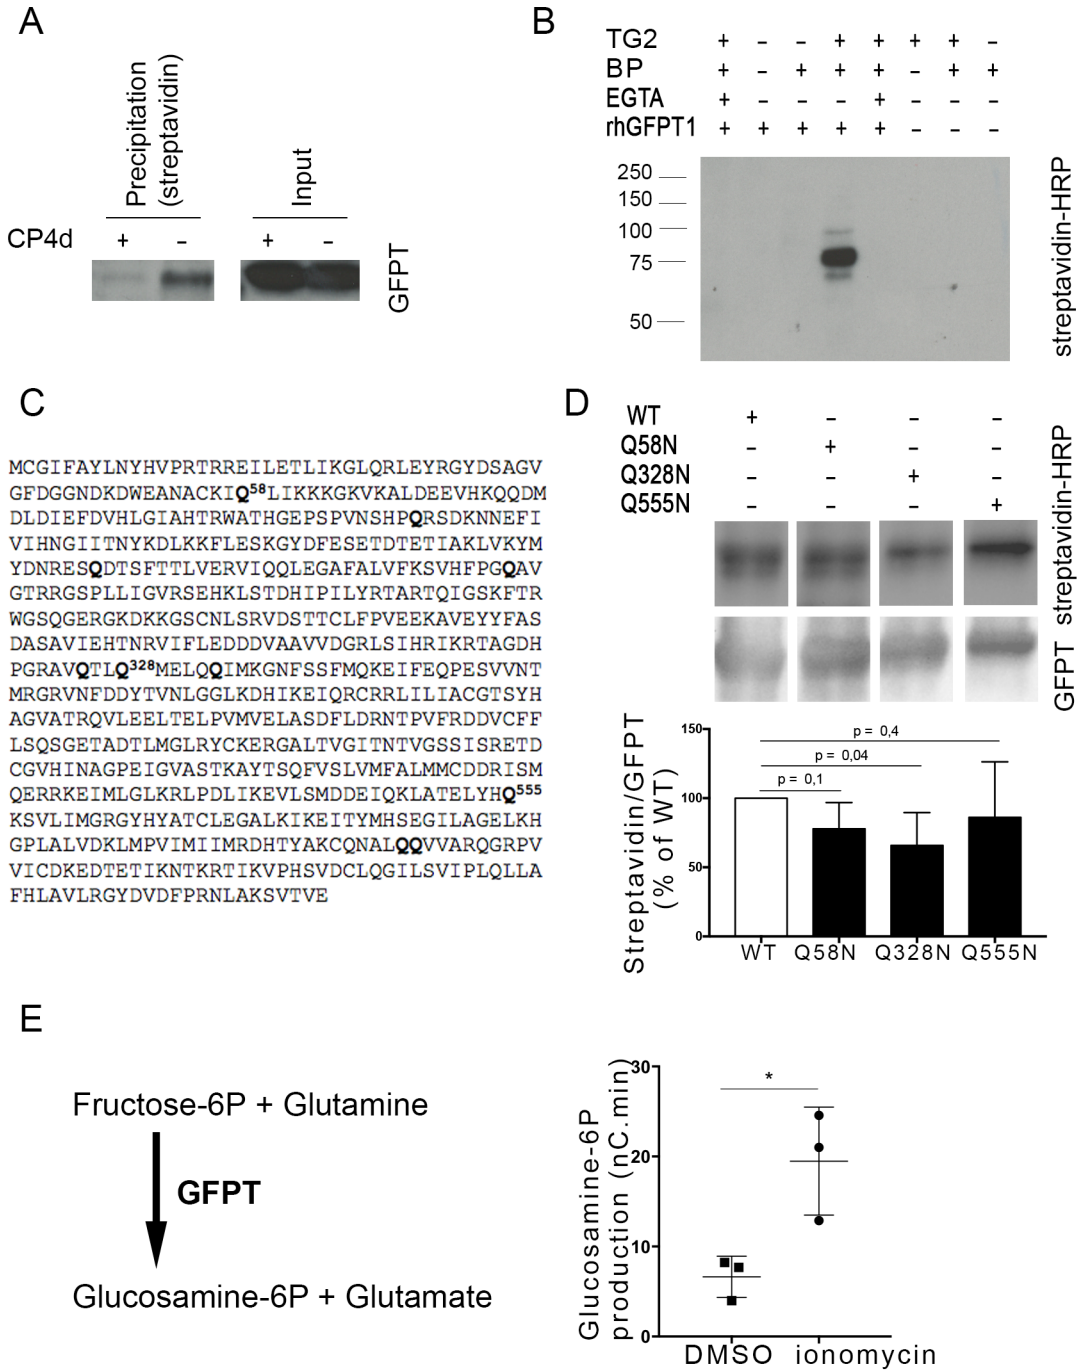 A
Precipitation
(streptavidin)
Input
CP4d + – + –
GFPT
B
TG2 + – – + + + + –
BP + – + + + – + +
EGTA + – – – + – – –
rhGFPT1 + + + + + – – –
250
150
100
75
50
streptavidin-HRP
C
MCGIFAYLNYHVPRTRREILETLIKGLQRLEYRGYDSAGV
GFDGGNDKDWEANACKIQ58LIKKKGKVKALDEEVHKQQDM
DLDIEFDVHLGIAHTRWATHGEPSPVNSHPQRSDKNNEFI
VIHNGIITNYKDLKKFLESKGYDFESETDTETIAKLVKYM
YDNRESQDTSFTTLVERVIQQLEGAFALVFKSVHFPGQAV
GTRRGSPLLIGVRSEHKLSTDHIPILYRTARTQIGSKFTR
WGSQGERGKDKKGSCNLSRVDSTTCLFPVEEKAVEYYFAS
DASAVIEHTNRVIFLEDDDVAAVVDGRLSIHRIKRTAGDH
PGRAVQTLQ328MELQQIMKGNFSSFMQKEIFEQPESVVNT
MRGRVNFDDYTVNLGGLKDHIKEIQRCRRLILIACGTSYH
AGVATRQVLEELTELPVMVELASDFLDRNTPVFRDDVCFF
LSQSGETADTLMGLRYCKERGALTVGITNTVGSSISRETD
CGVHINAGPEIGVASTKAYTSQFVSLVMFALMMCDDRISM
QERRKEIMLGLKRLPDLIKEVLSMDDEIQKLATELYHQ555
KSVLIMGRGYHYATCLEGALKIKEITYMHSEGILAGELKH
GPLALVDKLMPVIMIIMRDHTYAKCQNALQQVVARQGRPV
VICDKEDTETIKNTKRTIKVPHSVDCLQGILSVIPLQLLA
FHLAVLRGYDVDFPRNLAKSVTVE
D
WT + – – –
Q58N – + – –
Q328N – – + –
Q555N – – – +
streptavidin-HRP
GFPT
Streptavidin/GFPT
(% of WT)
150
100
50
0
p = 0,4
p = 0,04
p = 0,1
WT Q58N Q328N Q555N
E
Fructose-6P + Glutamine
GFPT
Glucosamine-6P + Glutamate
Glucosamine-6P
production (nC.min)
30
20
10
0
*
DMSO ionomycin